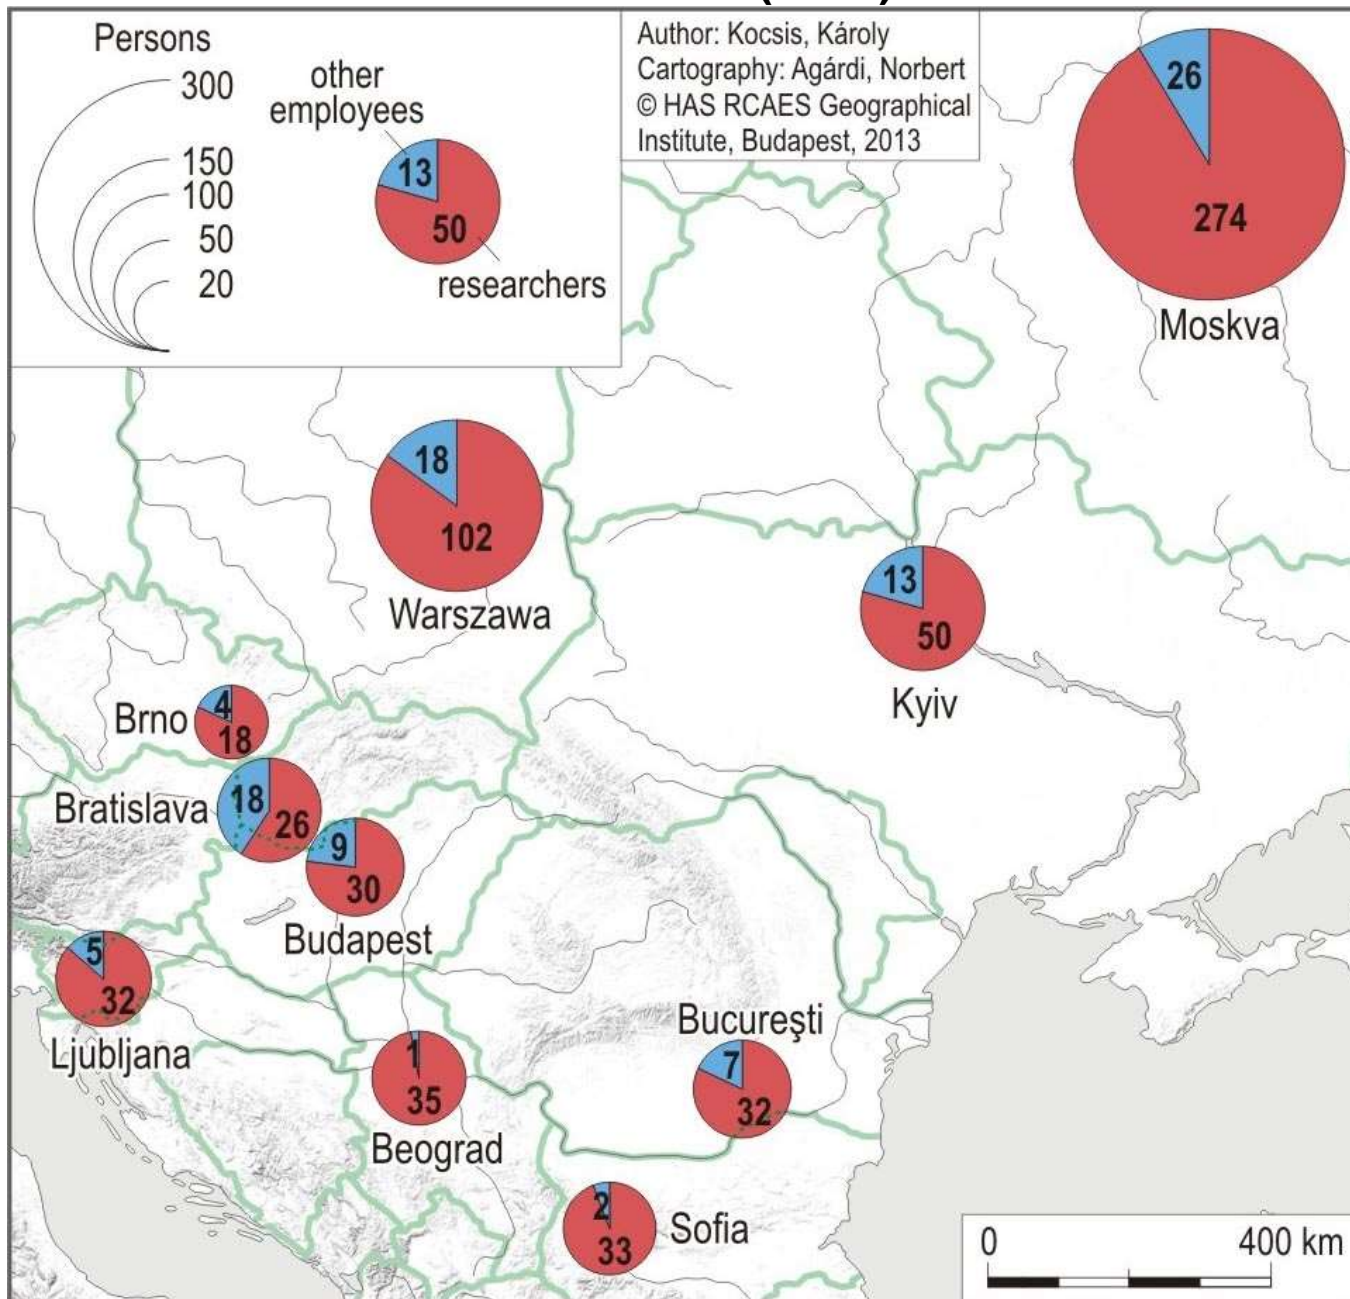 Persons
300
150
100
50
20
other
employees
13
50
researchers
Author: Kocsis, Károly
Cartography: Agárdi, Norbert
© HAS RCAES Geographical
Institute, Budapest, 2013
26
274
Moskva
18
102
Warszawa
13
50
Kyiv
4
18
Brno
18
26
Bratislava
9
30
Budapest
5
32
Ljubljana
1
35
Beograd
Bucureşti
7
32
2
33
Sofia
0 400 km